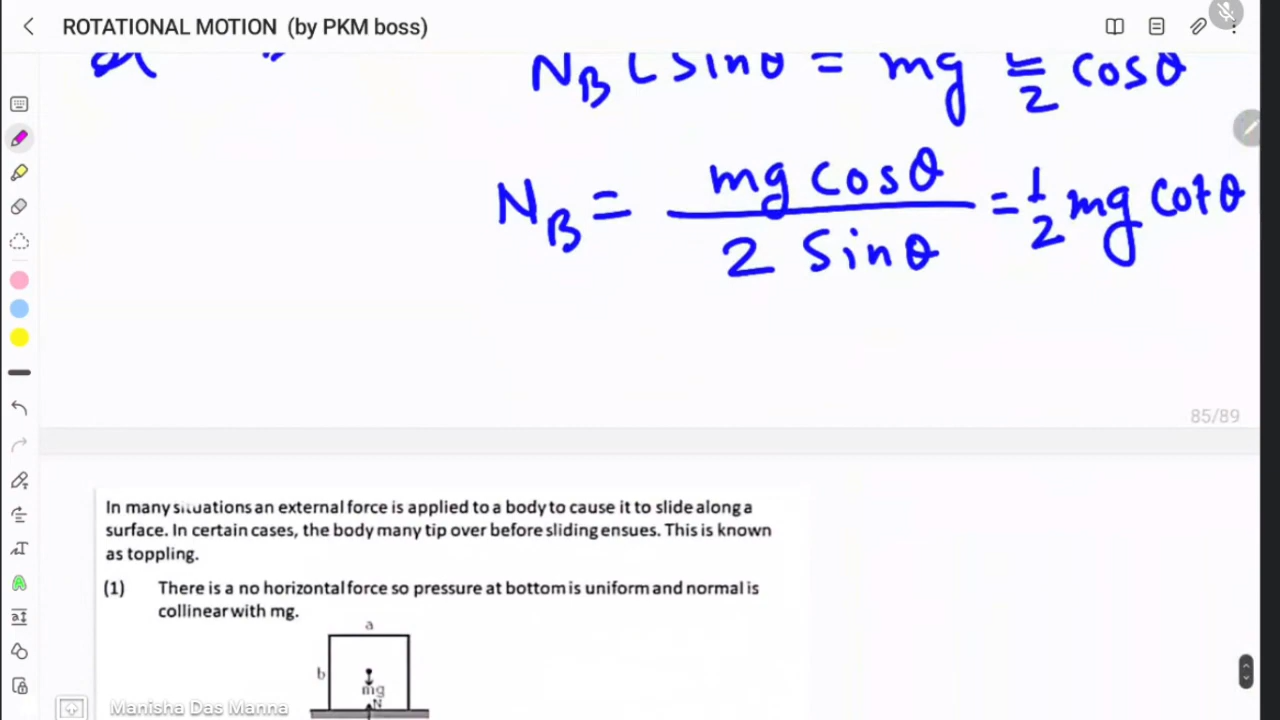 ROTATIONAL MOTION (by PKM boss)
N_B L sinθ = mg L/2 cosθ
N_B = mg cosθ / 2 Sinθ = 1/2 mg cotθ
85/89
In many situations an external force is applied to a body to cause it to slide along a
surface. In certain cases, the body many tip over before sliding ensues. This is known
as toppling.
(1) There is a no horizontal force so pressure at bottom is uniform and normal is
collinear with mg.
a
b
mg
N
Manisha Das Manna